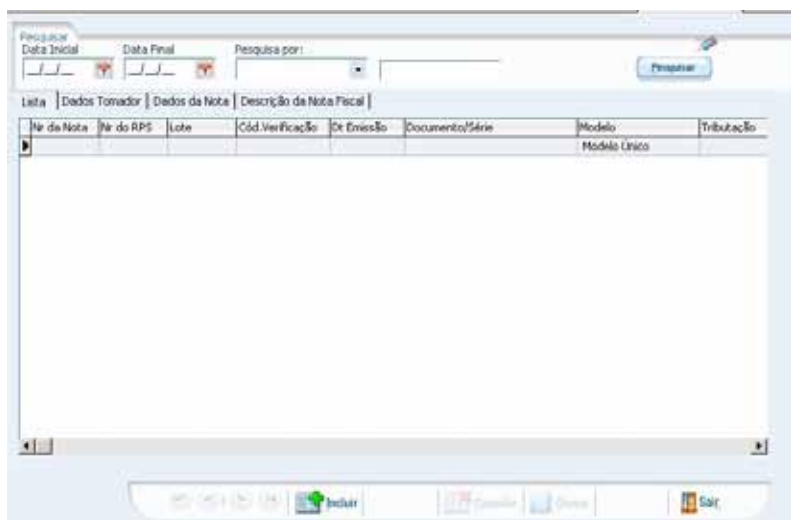 Pesquisar
Data Inicial Data Final Pesquisa por:
_/_/_ _/_/_ Pesquisar
Lista Dados Tomador Dados da Nota Descrição da Nota Fiscal
Nr da Nota Nr do RPS Lote Cód.Verificação Dt Emissão Documento/Série Modelo Tributação
Modelo Único
Incluir Sair